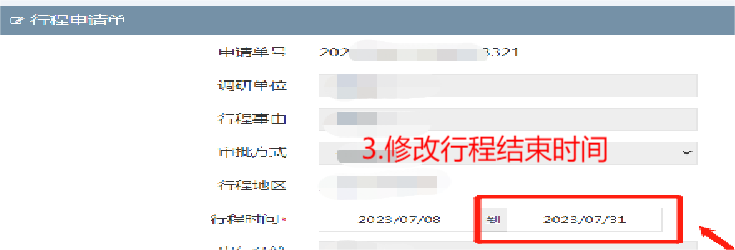 行程申请单
申请单号 202 3321
调研单位
行程事由
审批方式
3.修改行程结束时间
行程地区
行程时间* 2023/07/08 到 2023/07/31